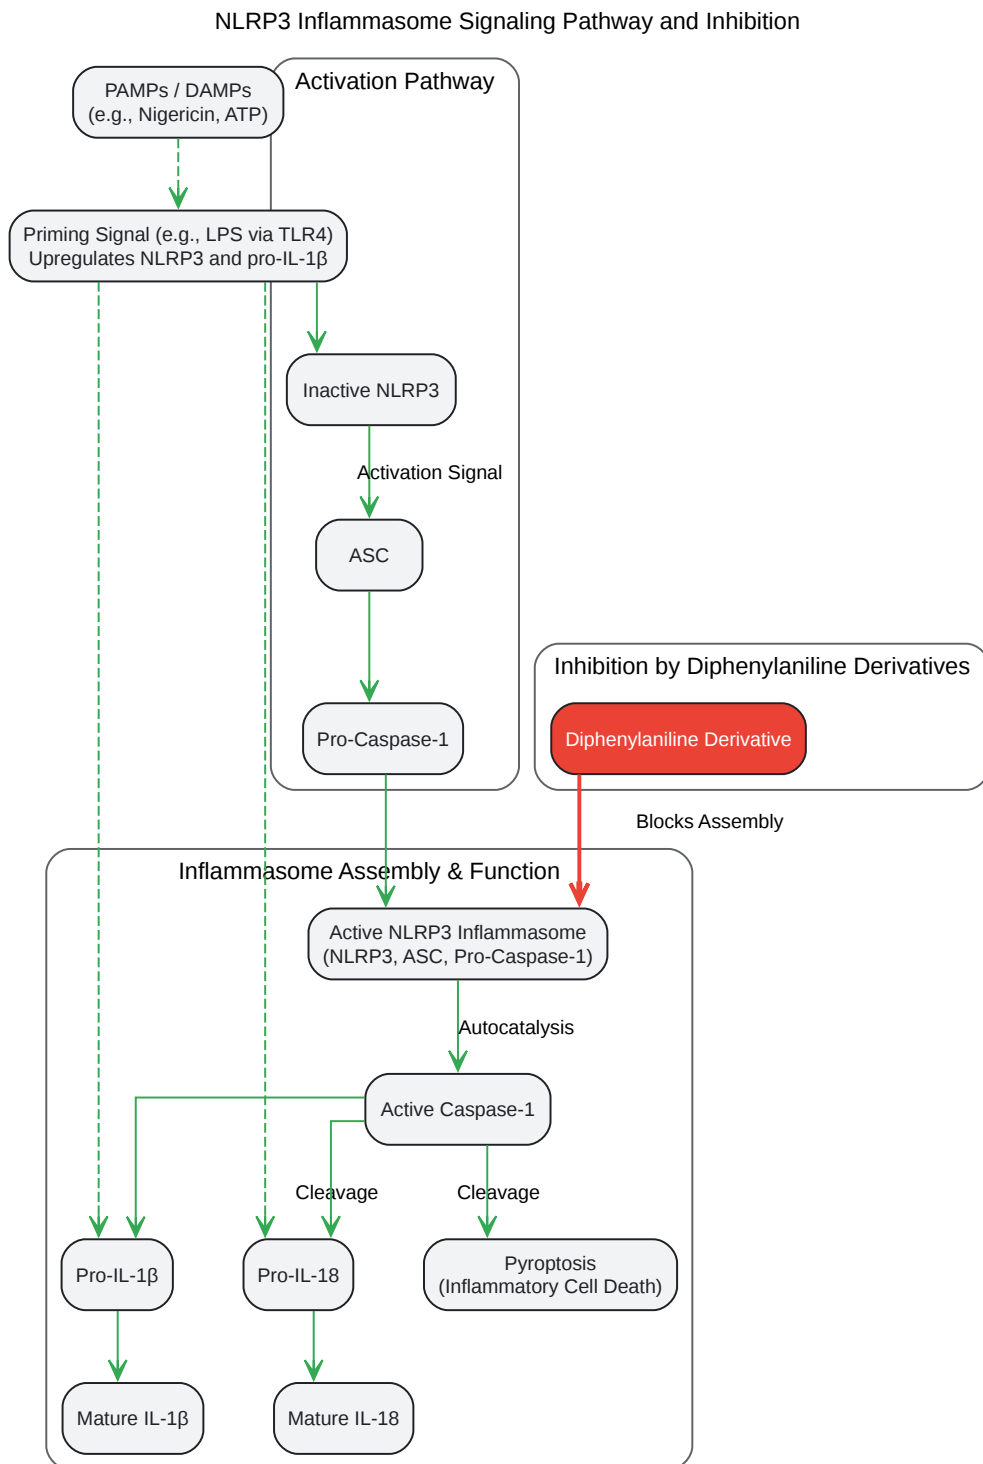 NLRP3 Inflammasome Signaling Pathway and Inhibition
Activation Pathway
PAMPs / DAMPs
(e.g., Nigericin, ATP)
Priming Signal (e.g., LPS via TLR4)
Upregulates NLRP3 and pro-IL-1β
Inactive NLRP3
Activation Signal
ASC
Pro-Caspase-1
Inhibition by Diphenylaniline Derivatives
Diphenylaniline Derivative
Blocks Assembly
Inflammasome Assembly & Function
Active NLRP3 Inflammasome
(NLRP3, ASC, Pro-Caspase-1)
Autocatalysis
Active Caspase-1
Cleavage
Cleavage
Pro-IL-1β
Pro-IL-18
Pyroptosis
(Inflammatory Cell Death)
Mature IL-1β
Mature IL-18